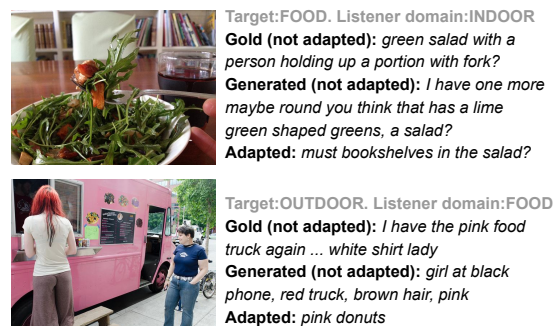 Target:FOOD. Listener domain:INDOOR
Gold (not adapted): green salad with a
person holding up a portion with fork?
Generated (not adapted): I have one more
maybe round you think that has a lime
green shaped greens, a salad?
Adapted: must bookshelves in the salad?
Target:OUTDOOR. Listener domain:FOOD
Gold (not adapted): I have the pink food
truck again ... white shirt lady
Generated (not adapted): girl at black
phone, red truck, brown hair, pink
Adapted: pink donuts